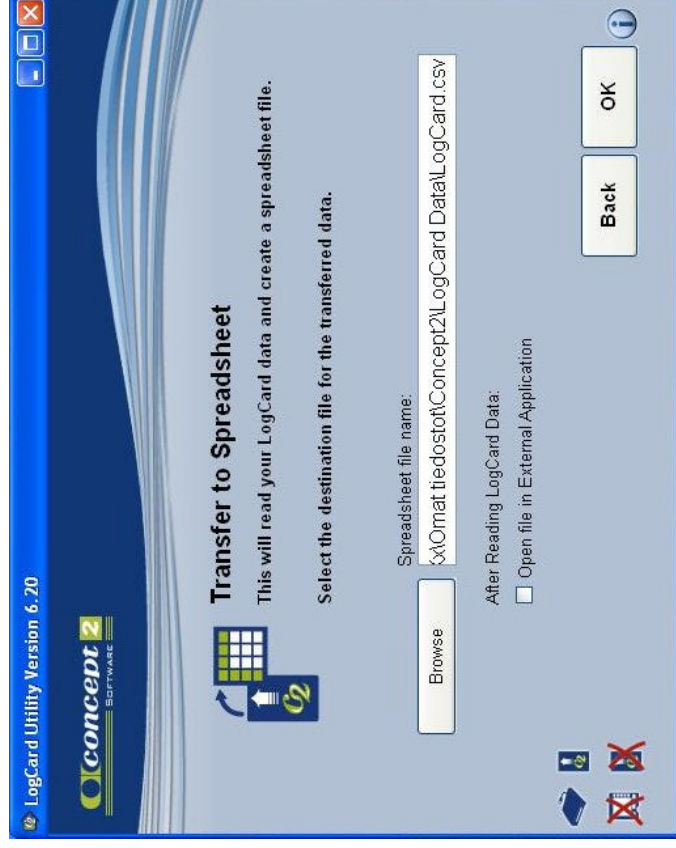 LogCard Utility Version 6.20
concept 2
SOFTWARE
Transfer to Spreadsheet
This will read your LogCard data and create a spreadsheet file.
Select the destination file for the transferred data.
Spreadsheet file name:
Browse
\Omat tiedostot\Concept2\LogCard Data\LogCard.csv
After Reading LogCard Data:
Open file in External Application
Back
OK